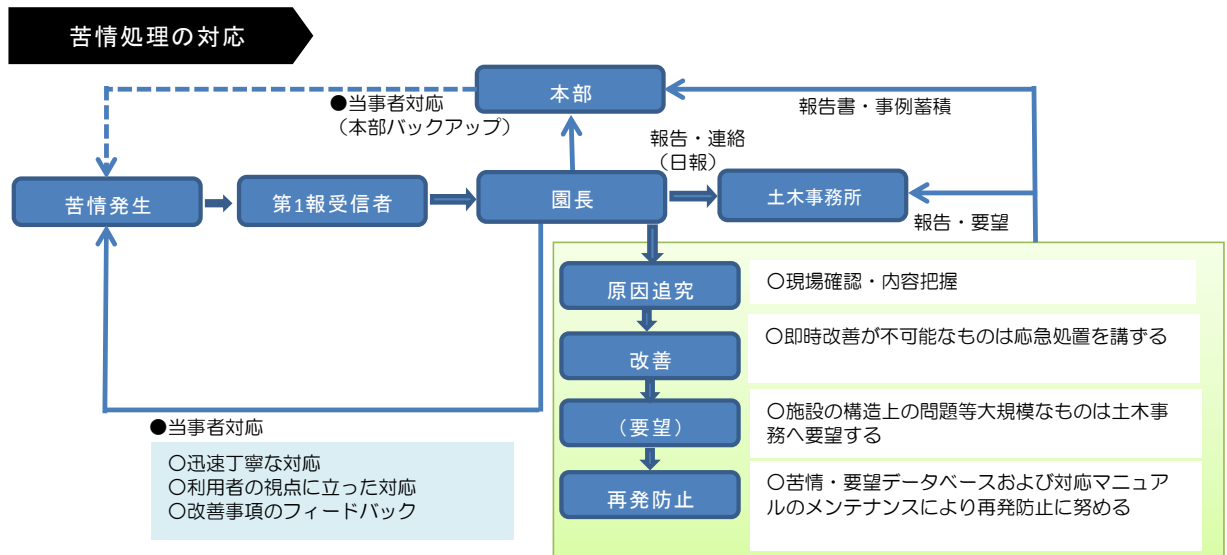 苦情処理の対応
本部
●当事者対応
（本部バックアップ）
報告書・事例蓄積
報告・連絡
（日報）
苦情発生
第1報受信者
園長
土木事務所
報告・要望
原因追究
〇現場確認・内容把握
改善
〇即時改善が不可能なものは応急処置を講ずる
（要望）
〇施設の構造上の問題等大規模なものは土木事
務へ要望する
再発防止
〇苦情・要望データベースおよび対応マニュア
ルのメンテナンスにより再発防止に努める
●当事者対応
〇迅速丁寧な対応
〇利用者の視点に立った対応
〇改善事項のフィードバック